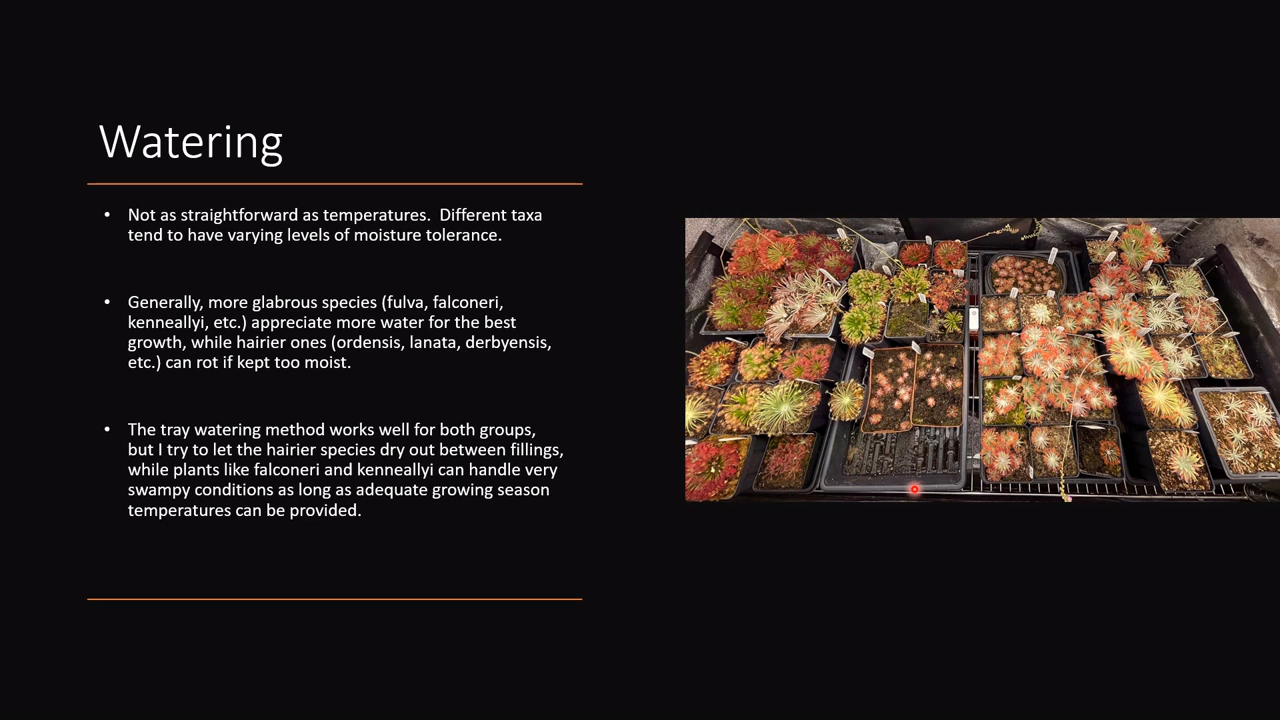 Watering
• Not as straightforward as temperatures.  Different taxa
tend to have varying levels of moisture tolerance.
• Generally, more glabrous species (fulva, falconeri,
kenneallyi, etc.) appreciate more water for the best
growth, while hairier ones (ordensis, lanata, derbyensis,
etc.) can rot if kept too moist.
• The tray watering method works well for both groups,
but I try to let the hairier species dry out between fillings,
while plants like falconeri and kenneallyi can handle very
swampy conditions as long as adequate growing season
temperatures can be provided.